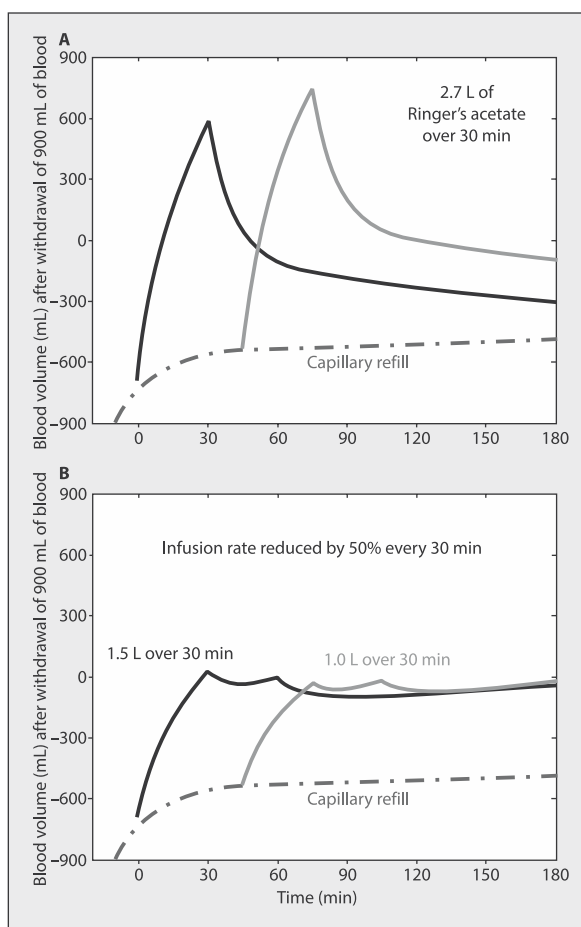 A
Blood volume (mL) after withdrawal of 900 mL of blood
900
600
300
0
–300
–600
–900
2.7 L of
Ringer's acetate
over 30 min
Capillary refill
0 30 60 90 120 150 180
B
Blood volume (mL) after withdrawal of 900 mL of blood
900
600
300
0
–300
–600
–900
Infusion rate reduced by 50% every 30 min
1.5 L over 30 min
1.0 L over 30 min
Capillary refill
0 30 60 90 120 150 180
Time (min)